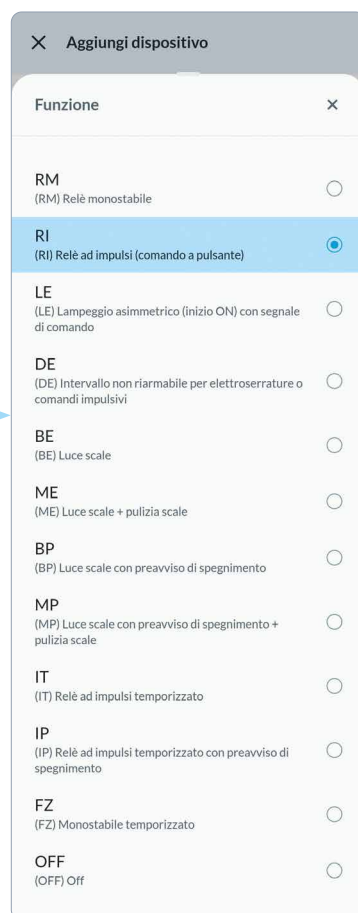 Aggiungi dispositivo
Funzione
RM
(RM) Relè monostabile
RI
(RI) Relè ad impulsi (comando a pulsante)
LE
(LE) Lampeggio asimmetrico (inizio ON) con segnale
di comando
DE
(DE) Intervallo non riarmabile per elettroserrature o
comandi impulsivi
BE
(BE) Luce scale
ME
(ME) Luce scale + pulizia scale
BP
(BP) Luce scale con preavviso di spegnimento
MP
(MP) Luce scale con preavviso di spegnimento +
pulizia scale
IT
(IT) Relè ad impulsi temporizzato
IP
(IP) Relè ad impulsi temporizzato con preavviso di
spegnimento
FZ
(FZ) Monostabile temporizzato
OFF
(OFF) Off